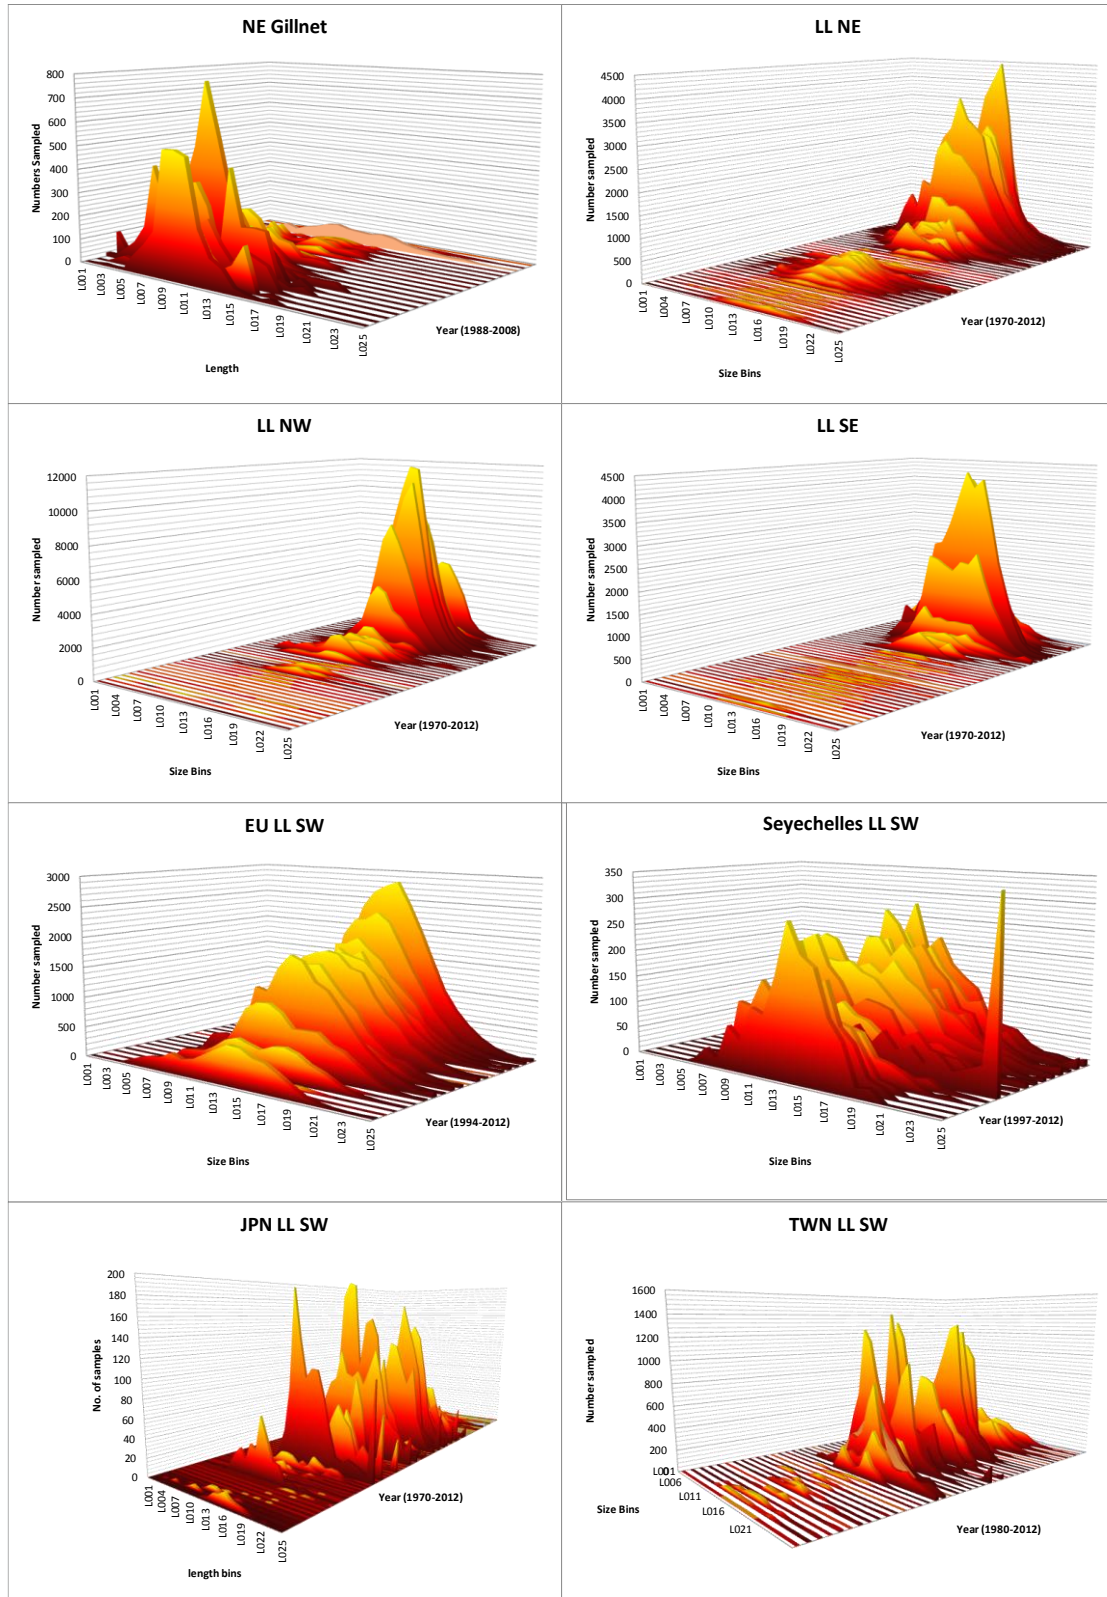 NE Gillnet
800
700
600
500
400
300
200
100
0
Numbers Sampled
L001
L003
L005
L007
L009
L011
L013
L015
L017
L019
L021
L023
L025
Year (1988-2008)
Length
LL NE
4500
4000
3500
3000
2500
2000
1500
1000
500
0
Number sampled
L001
L004
L007
L010
L013
L016
L019
L022
L025
Year (1970-2012)
Size Bins
LL NW
12000
10000
8000
6000
4000
2000
0
Number sampled
L001
L004
L007
L010
L013
L016
L019
L022
L025
Year (1970-2012)
Size Bins
LL SE
4500
4000
3500
3000
2500
2000
1500
1000
500
0
Number sampled
L001
L004
L007
L010
L013
L016
L019
L022
L025
Year (1970-2012)
Size Bins
EU LL SW
3000
2500
2000
1500
1000
500
0
Number sampled
L001
L003
L005
L007
L009
L011
L013
L015
L017
L019
L021
L023
L025
Year (1994-2012)
Size Bins
Seyechelles LL SW
350
300
250
200
150
100
50
0
Number sampled
L001
L003
L005
L007
L009
L011
L013
L015
L017
L019
L021
L023
L025
Year (1997-2012)
Size Bins
JPN LL SW
200
180
160
140
120
100
80
60
40
20
0
No. of samples
L001
L004
L007
L010
L013
L016
L019
L022
L025
Year (1970-2012)
length bins
TWN LL SW
1600
1400
1200
1000
800
600
400
200
0
Number sampled
L001
L006
L011
L016
L021
Size Bins
Year (1980-2012)